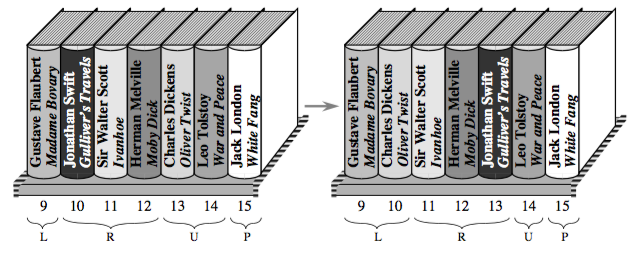 Gustave Flaubert
Madame Bovary
Jonathan Swift
Gulliver's Travels
Sir Walter Scott
Ivanhoe
Herman Melville
Moby Dick
Charles Dickens
Oliver Twist
Leo Tolstoy
War and Peace
Jack London
White Fang
9 10 11 12 13 14 15
L R U P
Gustave Flaubert
Madame Bovary
Charles Dickens
Oliver Twist
Sir Walter Scott
Ivanhoe
Herman Melville
Moby Dick
Jonathan Swift
Gulliver's Travels
Leo Tolstoy
War and Peace
Jack London
White Fang
9 10 11 12 13 14 15
L R U P